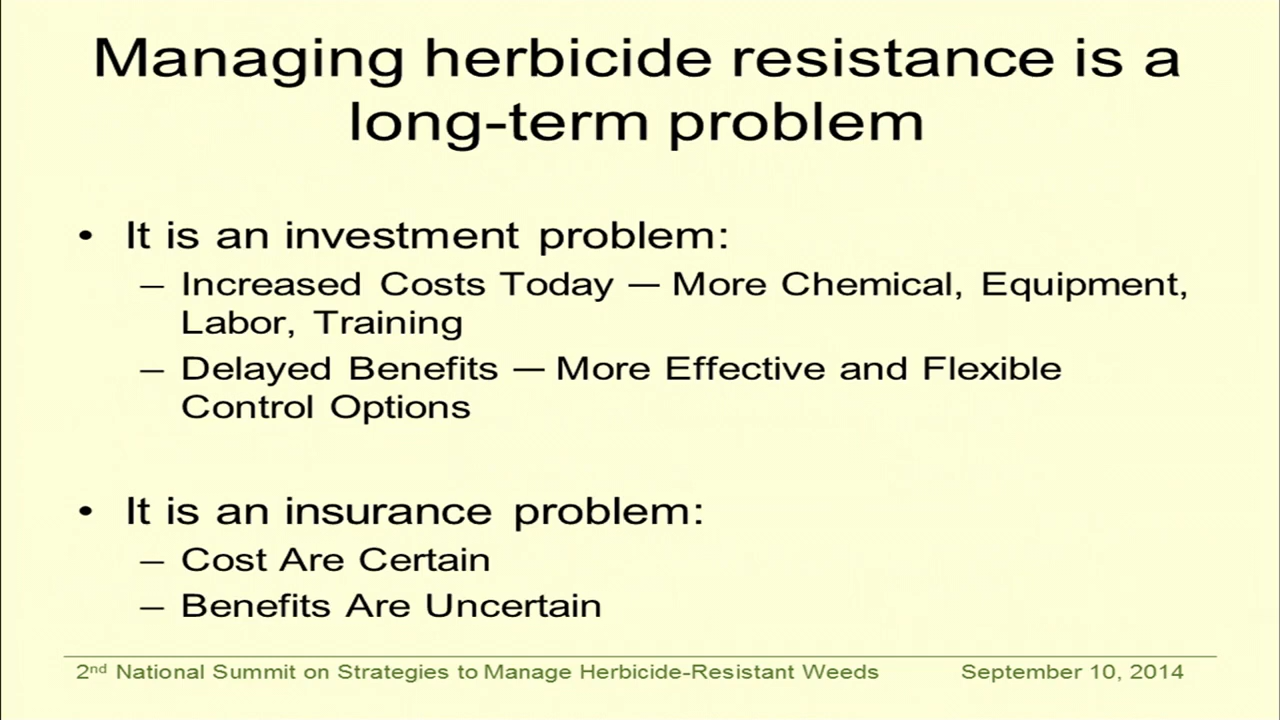 Managing herbicide resistance is a
long-term problem
• It is an investment problem:
– Increased Costs Today — More Chemical, Equipment,
Labor, Training
– Delayed Benefits — More Effective and Flexible
Control Options
• It is an insurance problem:
– Cost Are Certain
– Benefits Are Uncertain
2nd National Summit on Strategies to Manage Herbicide-Resistant Weeds September 10, 2014